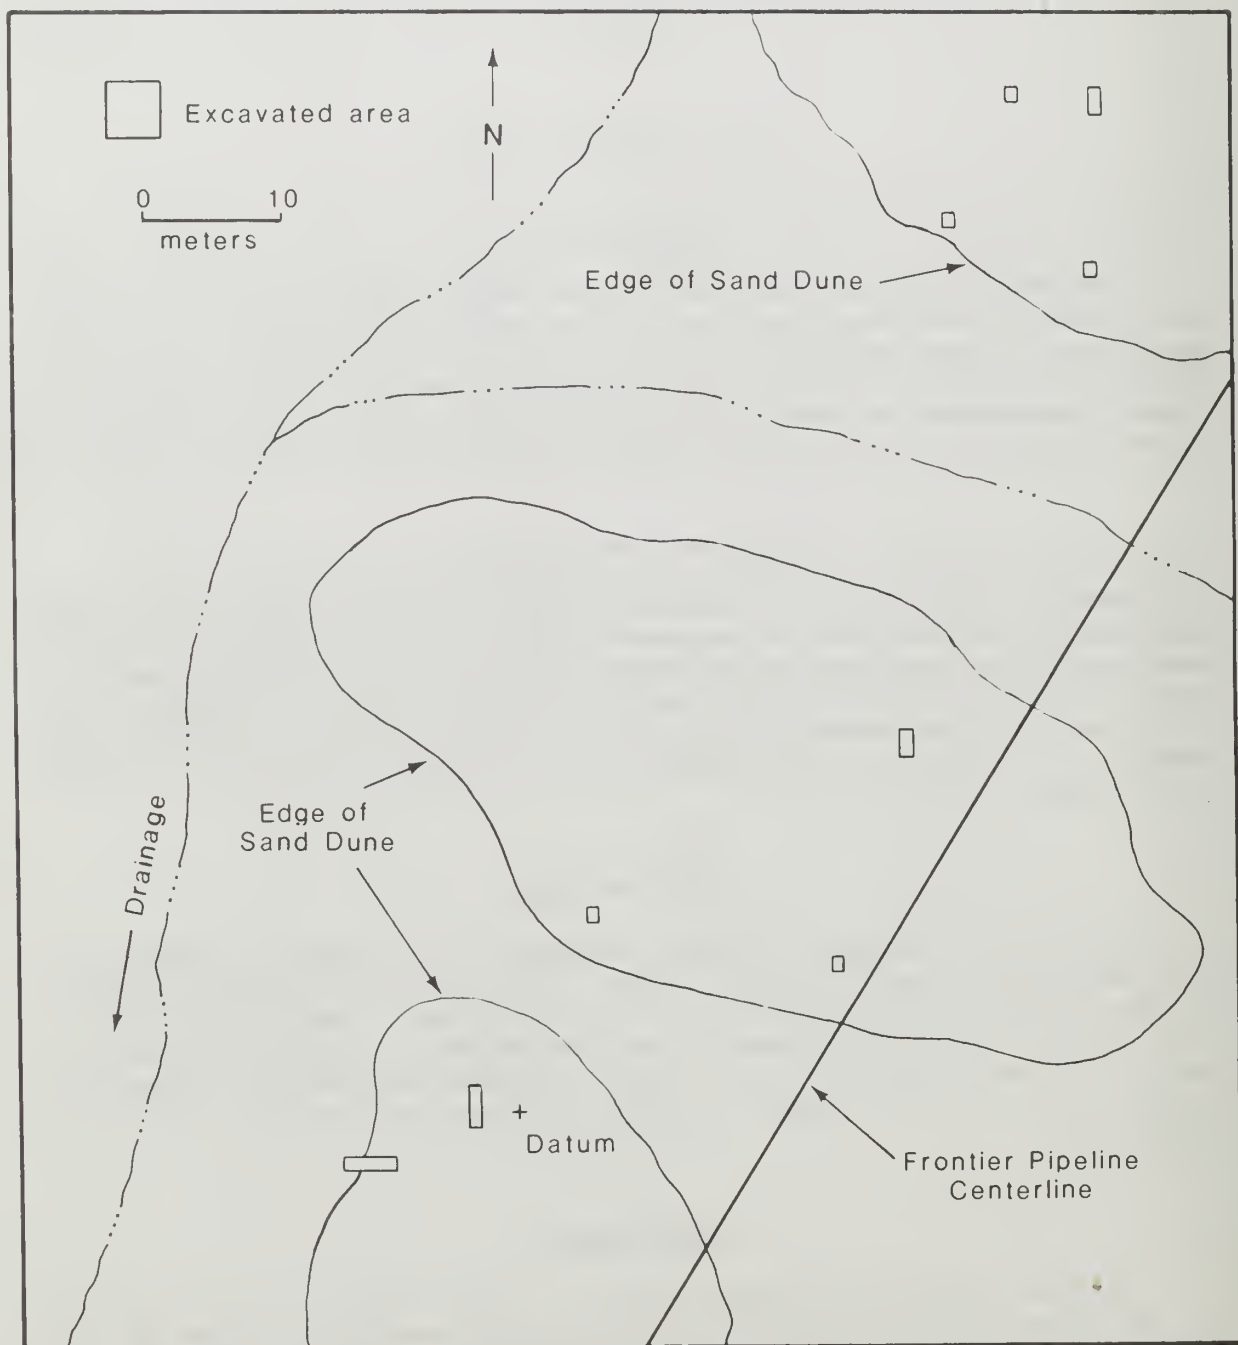 Excavated area
N
0 10
meters
Edge of Sand Dune
Edge of
Sand Dune
Drainage
+
Datum
Frontier Pipeline
Centerline